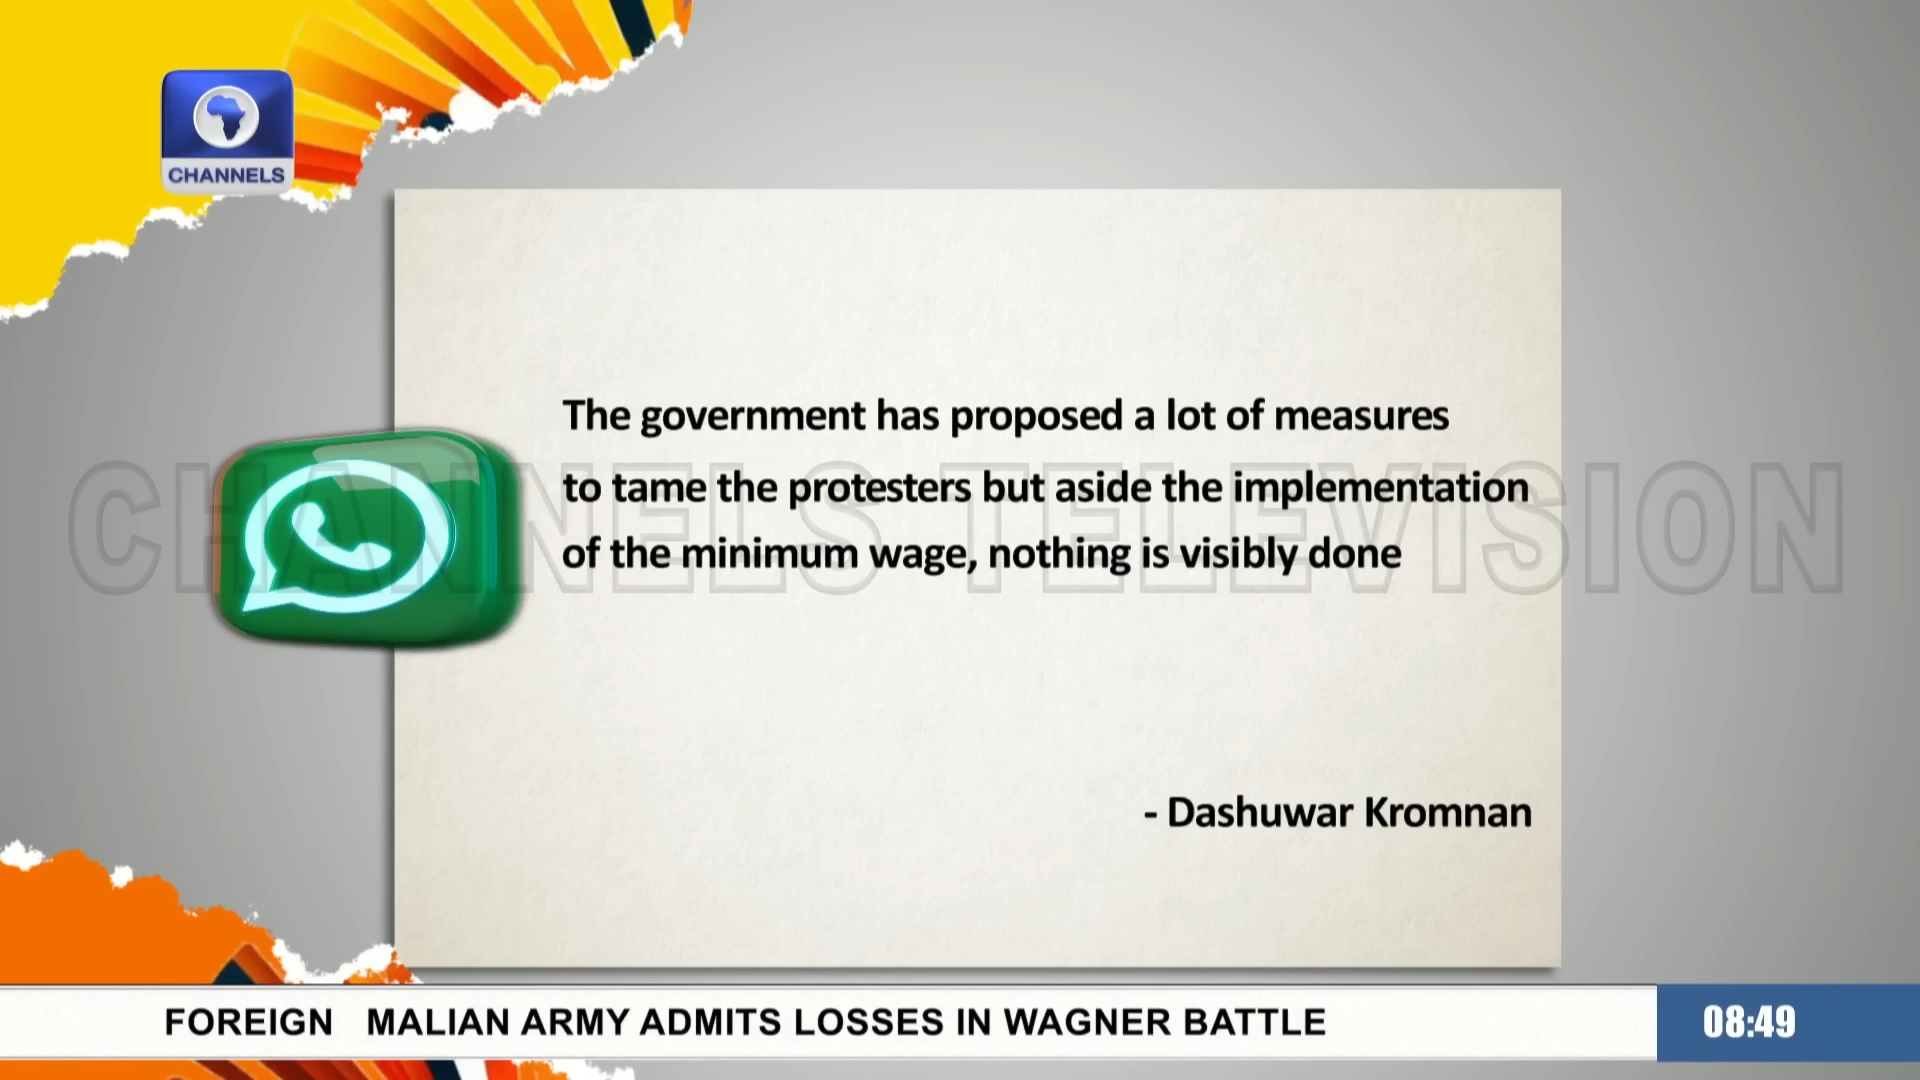 CHANNELS
The government has proposed a lot of measures
to tame the protesters but aside the implementation
of the minimum wage, nothing is visibly done
CHANNELS TELEVISION
- Dashuwar Kromnan
FOREIGN MALIAN ARMY ADMITS LOSSES IN WAGNER BATTLE
08:49